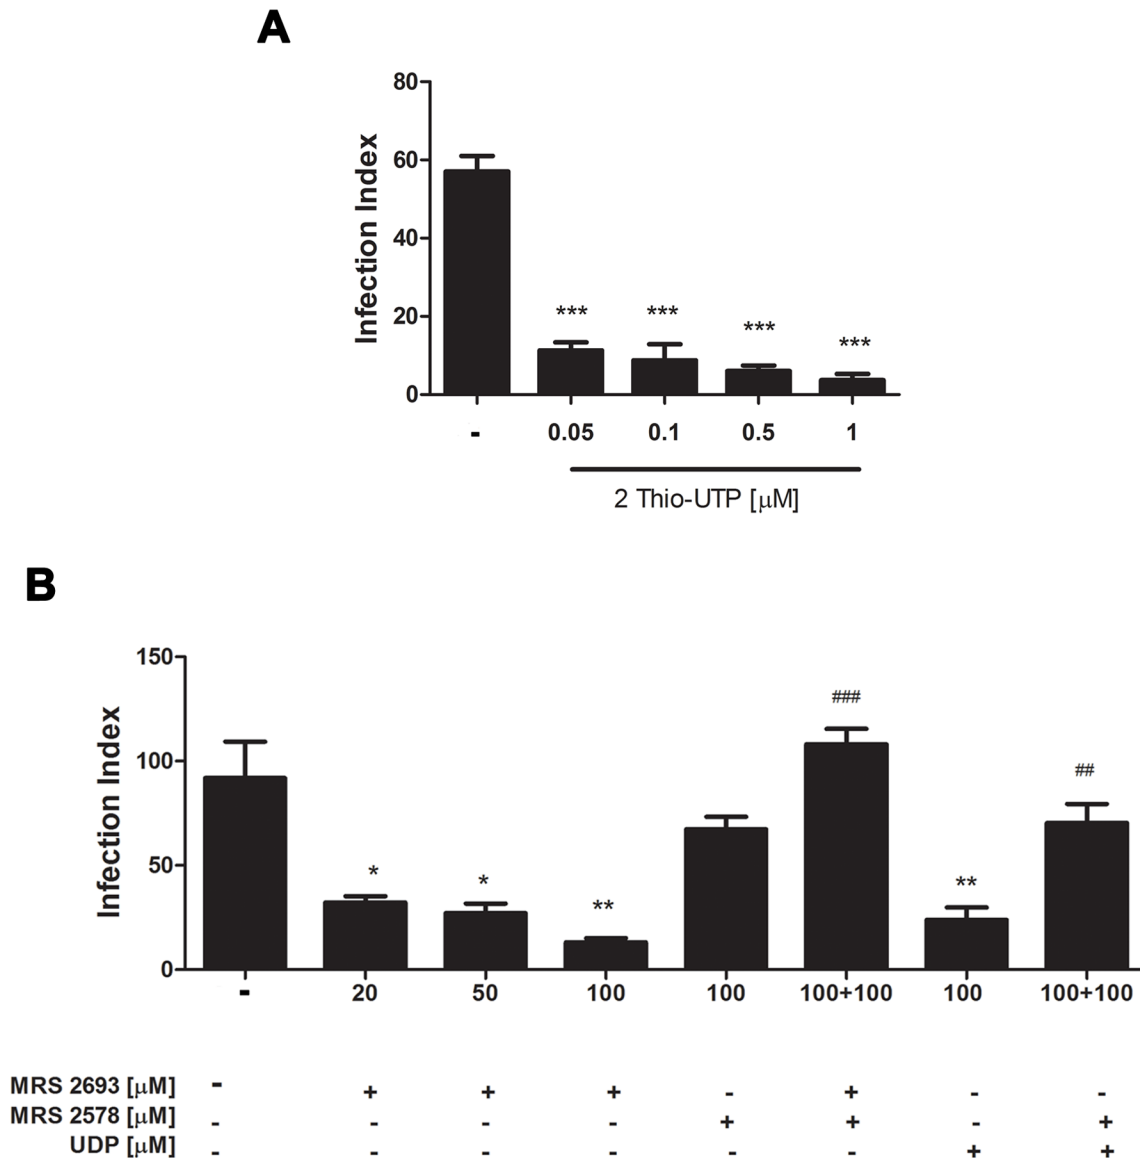 A
Infection Index
80
60
40
20
0
*** *** *** ***
- 0.05 0.1 0.5 1
2 Thio-UTP [µM]
B
Infection Index
150
100
50
0
* * ** ### ** ##
- 20 50 100 100 100+100 100 100+100
MRS 2693 [µM] - + + + - + - -
MRS 2578 [µM] - - - - + + - +
UDP [µM] - - - - - - + +